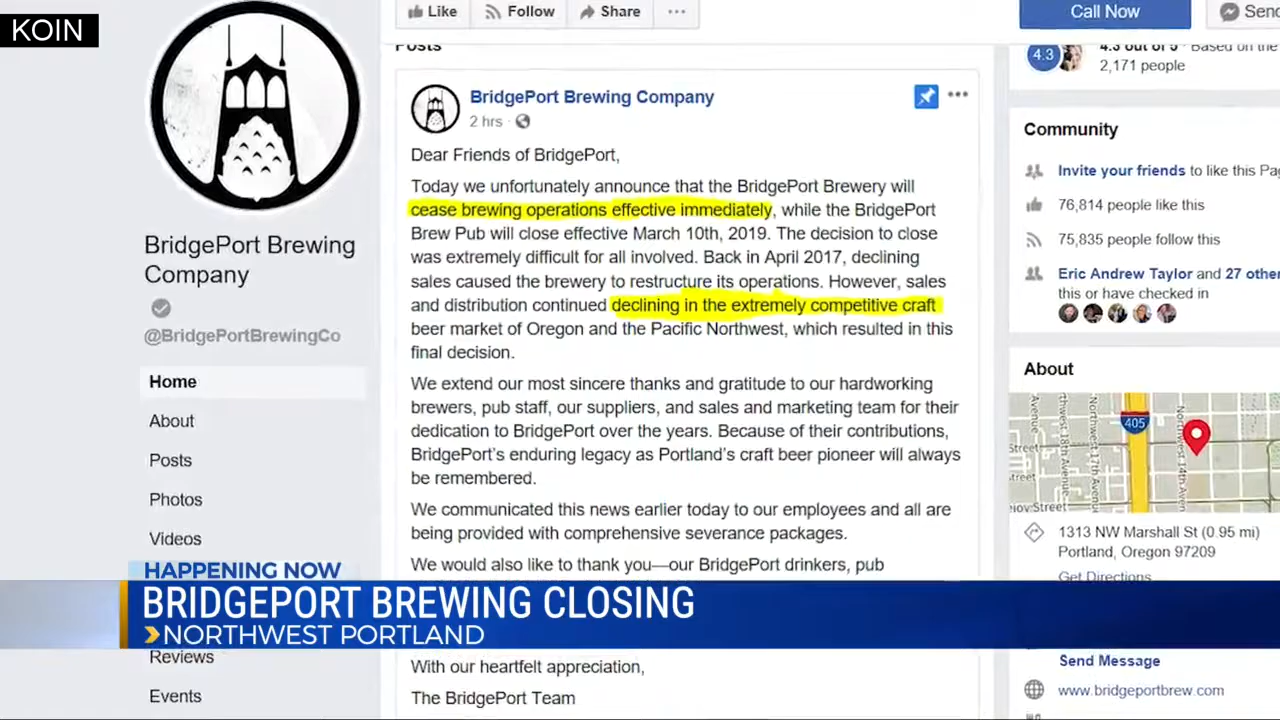 KOIN
Like
Follow
Share
Call Now
Posts
4.3
4.3 out of 5 · Based on the
2,171 people
BridgePort Brewing
Company
@BridgePortBrewingCo
Home
About
Posts
Photos
Videos
Reviews
Events
BridgePort Brewing Company
2 hrs ·
Dear Friends of BridgePort,
Today we unfortunately announce that the BridgePort Brewery will
cease brewing operations effective immediately, while the BridgePort
Brew Pub will close effective March 10th, 2019. The decision to close
was extremely difficult for all involved. Back in April 2017, declining
sales caused the brewery to restructure its operations. However, sales
and distribution continued declining in the extremely competitive craft
beer market of Oregon and the Pacific Northwest, which resulted in this
final decision.
We extend our most sincere thanks and gratitude to our hardworking
brewers, pub staff, our suppliers, and sales and marketing team for their
dedication to BridgePort over the years. Because of their contributions,
BridgePort's enduring legacy as Portland's craft beer pioneer will always
be remembered.
We communicated this news earlier today to our employees and all are
being provided with comprehensive severance packages.
We would also like to thank you—our BridgePort drinkers, pub
With our heartfelt appreciation,
The BridgePort Team
Community
Invite your friends to like this
76,814 people like this
75,835 people follow this
Eric Andrew Taylor and 27
this or have checked in
About
405
1313 NW Marshall St (0.95 mi)
Portland, Oregon 97209
Get Directions
Send Message
www.bridgeportbrew.com
HAPPENING NOW
BRIDGEPORT BREWING CLOSING
NORTHWEST PORTLAND